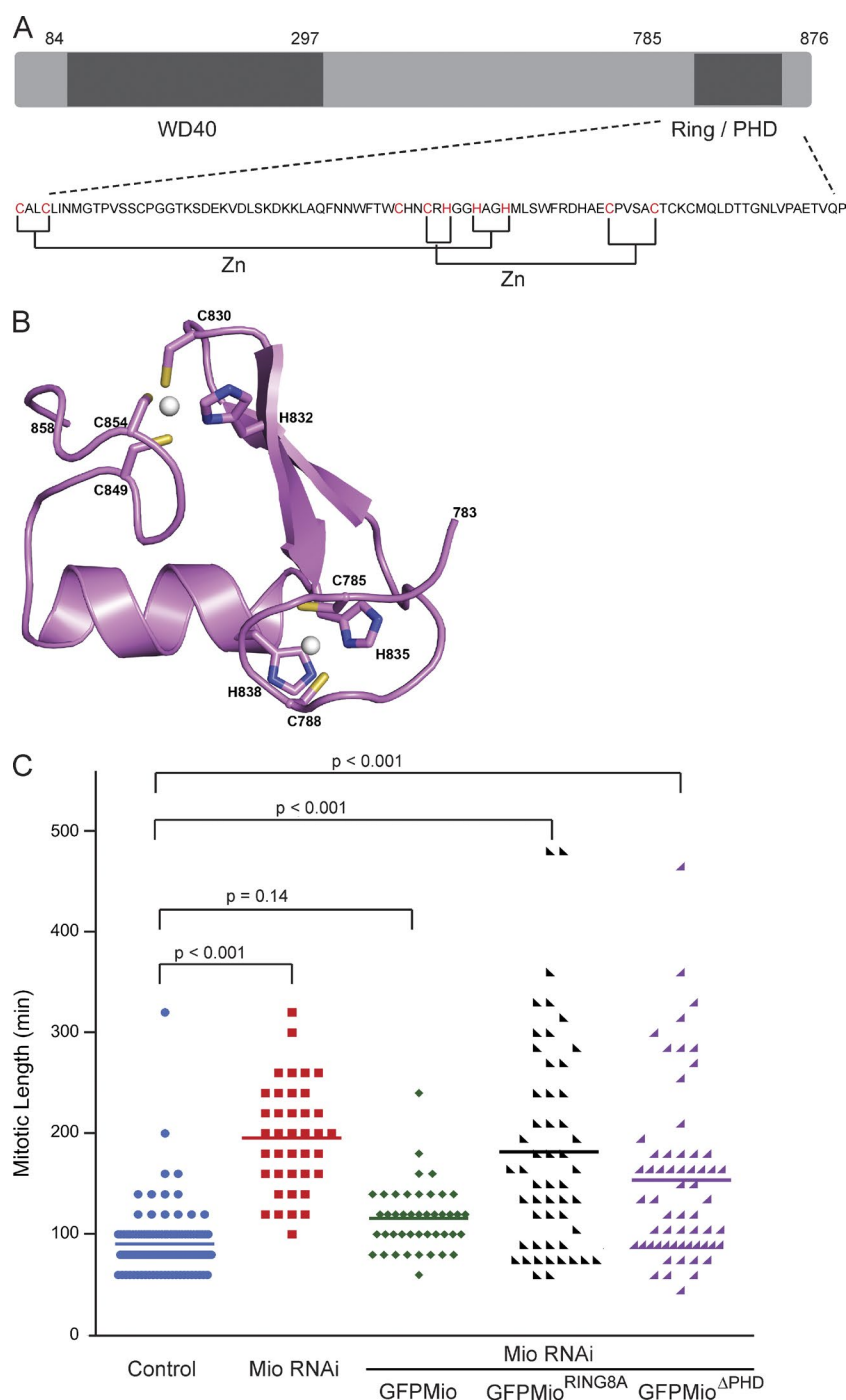 A
84 297 785 876
WD40 Ring / PHD
CALCLINMGTPVSSCPGGTKSDEKVDLSKDKKLAQFNNWFTWCHNCRHGGHAGHMLSWFRDHAECPVSACTCKCMQLDTTGNLVPAETVQP
Zn Zn
B
C830
858 C854 H832
C849
783
C785
H835
H838
C788
C
p < 0.001
p < 0.001
p = 0.14
p < 0.001
Mitotic Length (min)
500
400
300
200
100
0
Control Mio RNAi Mio RNAi
GFPMio GFPMio^RING8A GFPMio^ΔPHD